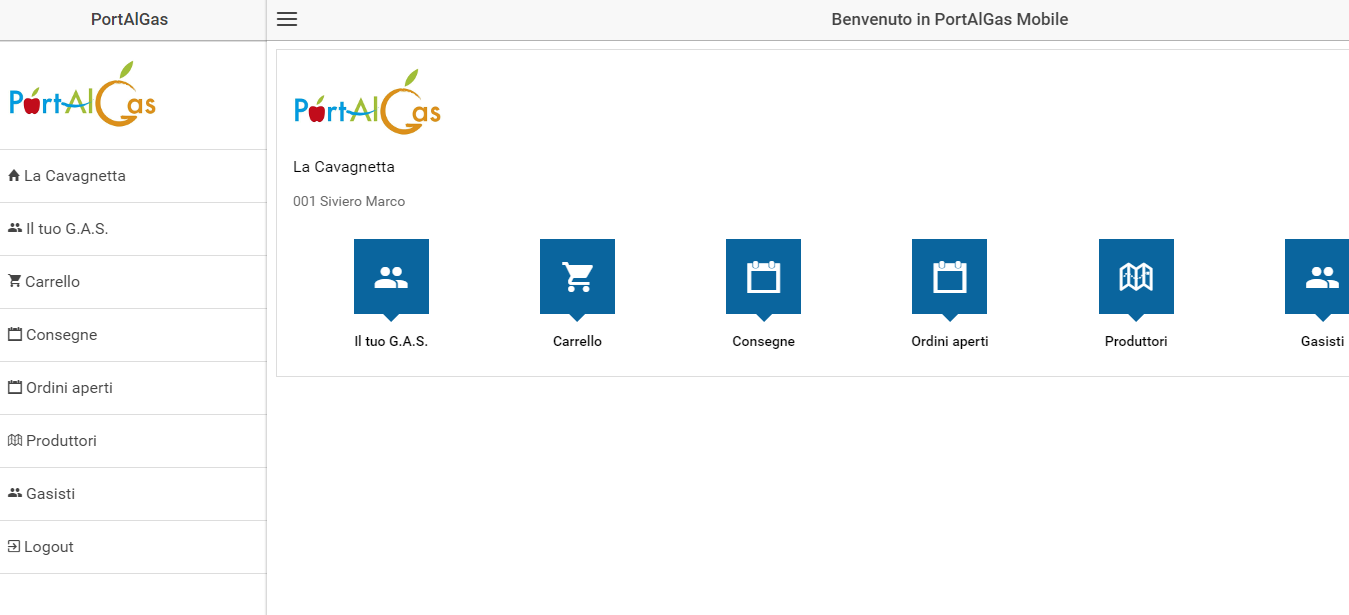 PortAlGas
Benvenuto in PortAlGas Mobile
PortAlGas
La Cavagnetta
Il tuo G.A.S.
Carrello
Consegne
Ordini aperti
Produttori
Gasisti
Logout
PortAlGas
La Cavagnetta
001 Siviero Marco
Il tuo G.A.S.
Carrello
Consegne
Ordini aperti
Produttori
Gasisti